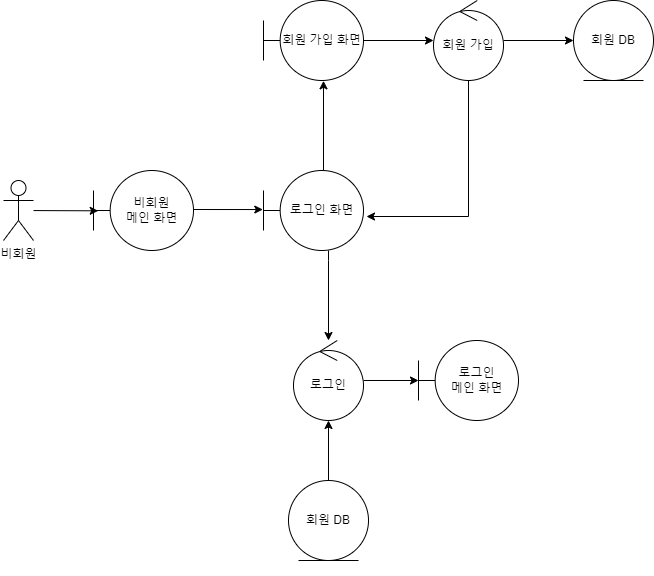 회원 가입 화면
회원 가입
회원 DB
비회원
메인 화면
로그인 화면
비회원
로그인
로그인
메인 화면
회원 DB